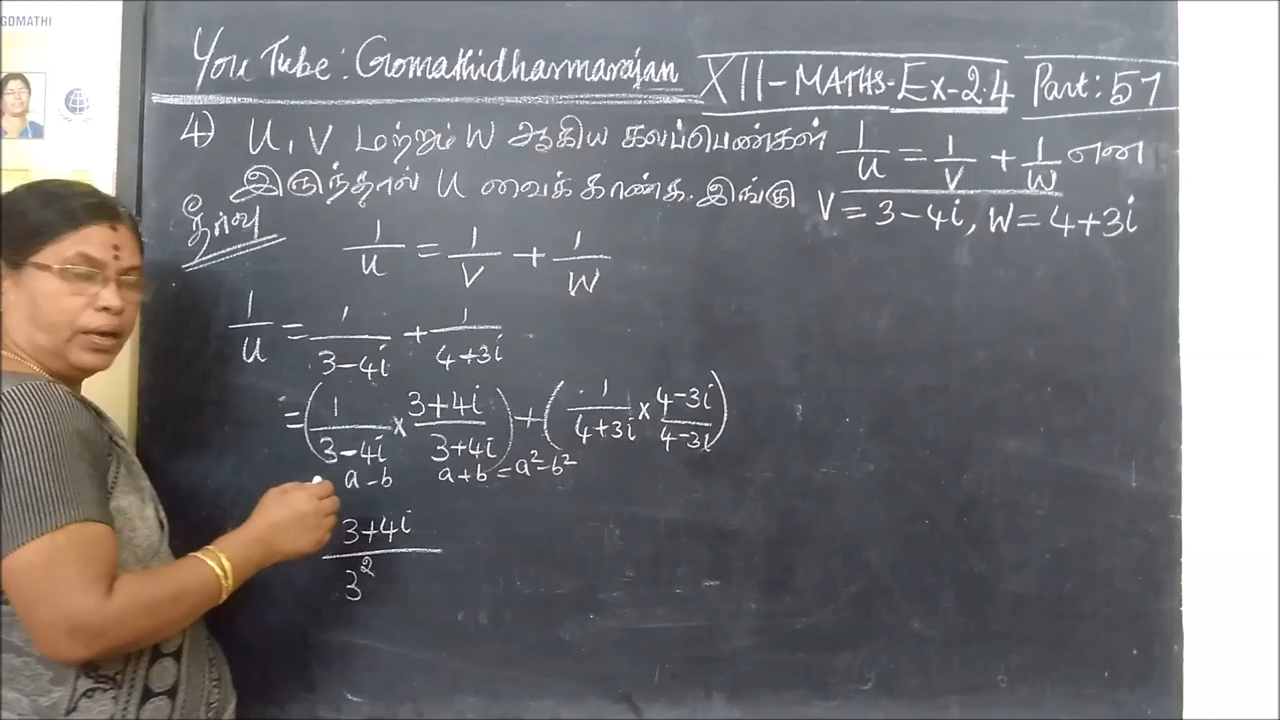 GOMATHI
YouTube: Gomathidharmarajan XII-MATHS-Ex-2.4 Part: 57
4) U, V மற்றும் W ஆகிய கலப்பெண்கள் 1/u = 1/V + 1/W என
இருந்தால் U வைக் காண்க. இங்கு V = 3-4i, W = 4+3i
தீர்வு
1/u = 1/V + 1/W
1/u = 1/(3-4i) + 1/(4+3i)
= (1/(3-4i) × (3+4i)/(3+4i)) + (1/(4+3i) × (4-3i)/(4-3i))
a-b a+b = a²-b²
3+4i
3²